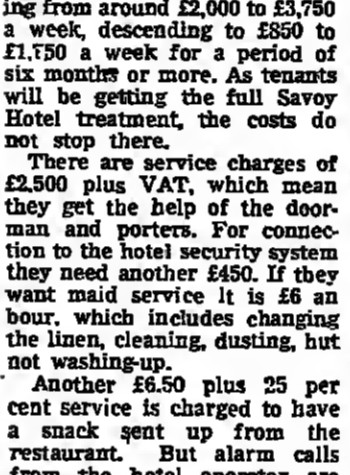 ing from around £2,000 to £3,750
a week, descending to £850 to
£1,750 a week for a period of
six months or more. As tenants
will be getting the full Savoy
Hotel treatment, the costs do
not stop there.
There are service charges of
£2,500 plus VAT, which mean
they get the help of the door-
man and porters. For connec-
tion to the hotel security system
they need another £450. If they
want maid service it is £6 an
hour, which includes changing
the linen, cleaning, dusting, but
not washing-up.
Another £6.50 plus 25 per
cent service is charged to have
a snack sent up from the
restaurant. But alarm calls
from the hotel operator are